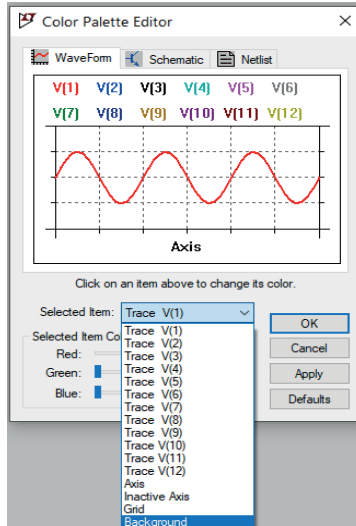 Color Palette Editor
WaveForm Schematic Netlist
V(1) V(2) V(3) V(4) V(5) V(6)
V(7) V(8) V(9) V(10) V(11) V(12)
Axis
Click on an item above to change its color.
Selected Item: Trace V(1)
OK
Selected Item Col
Red:
Cancel
Green:
Apply
Blue:
Defaults
Trace V(1)
Trace V(2)
Trace V(3)
Trace V(4)
Trace V(5)
Trace V(6)
Trace V(7)
Trace V(8)
Trace V(9)
Trace V(10)
Trace V(11)
Trace V(12)
Axis
Inactive Axis
Grid
Background